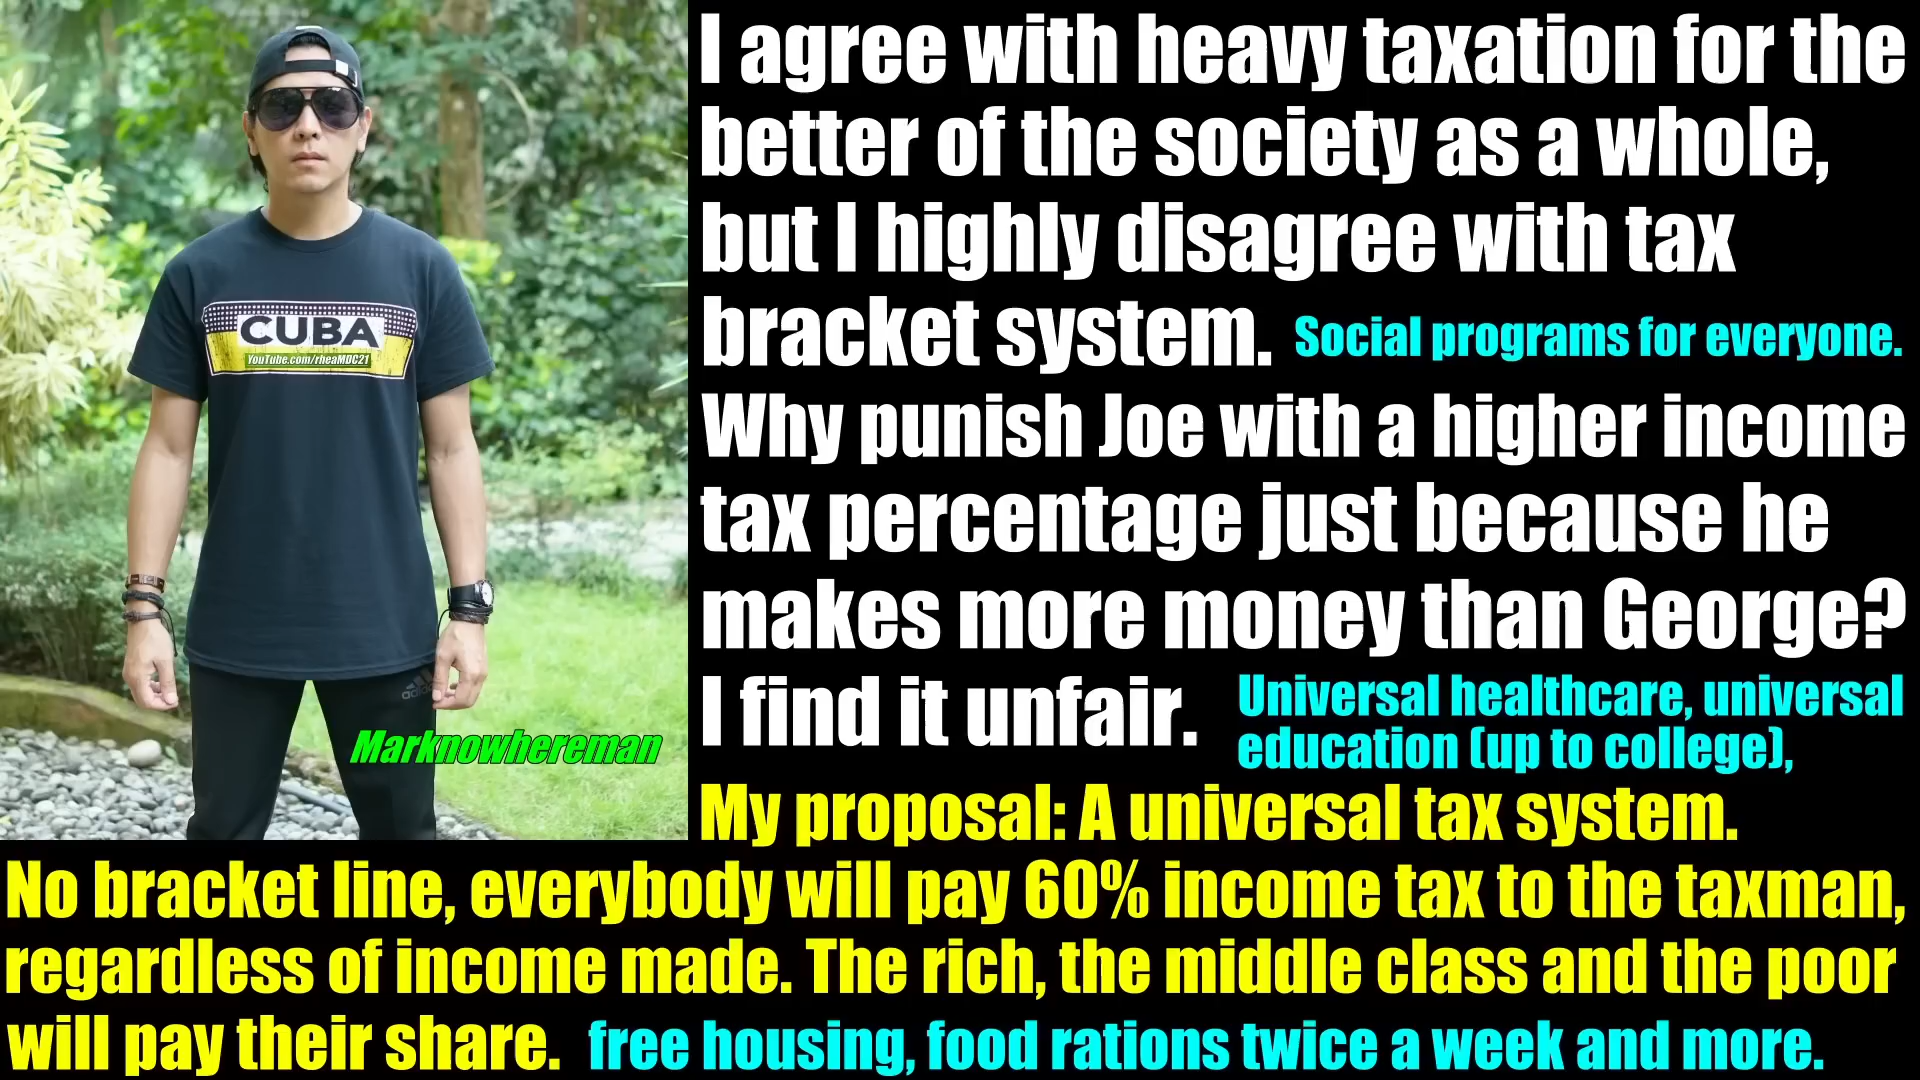 I agree with heavy taxation for the
better of the society as a whole,
but I highly disagree with tax
bracket system.
Social programs for everyone.
Why punish Joe with a higher income
tax percentage just because he
makes more money than George?
I find it unfair.
Universal healthcare, universal
education (up to college),
My proposal: A universal tax system.
No bracket line, everybody will pay 60% income tax to the taxman,
regardless of income made. The rich, the middle class and the poor
will pay their share.
free housing, food rations twice a week and more.
CUBA
YouTube.com/rheaMDC21
adidas
Marknowhereman